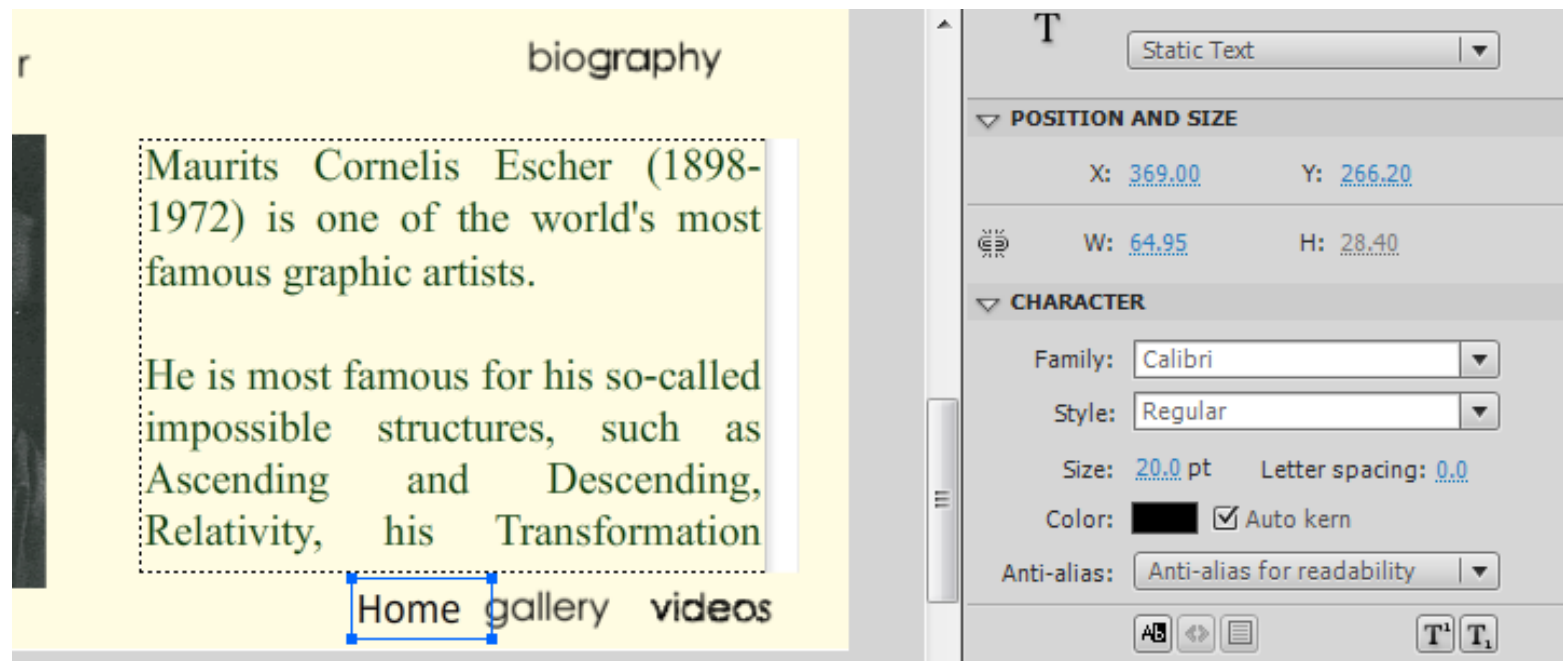 r
biography
Maurits Cornelis Escher (1898-
1972) is one of the world's most
famous graphic artists.
He is most famous for his so-called
impossible structures, such as
Ascending and Descending,
Relativity, his Transformation
Home gallery videos
T
Static Text
POSITION AND SIZE
X: 369.00 Y: 266.20
W: 64.95 H: 28.40
CHARACTER
Family: Calibri
Style: Regular
Size: 20.0 pt Letter spacing: 0.0
Color: Auto kern
Anti-alias: Anti-alias for readability
AB T¹ T₁